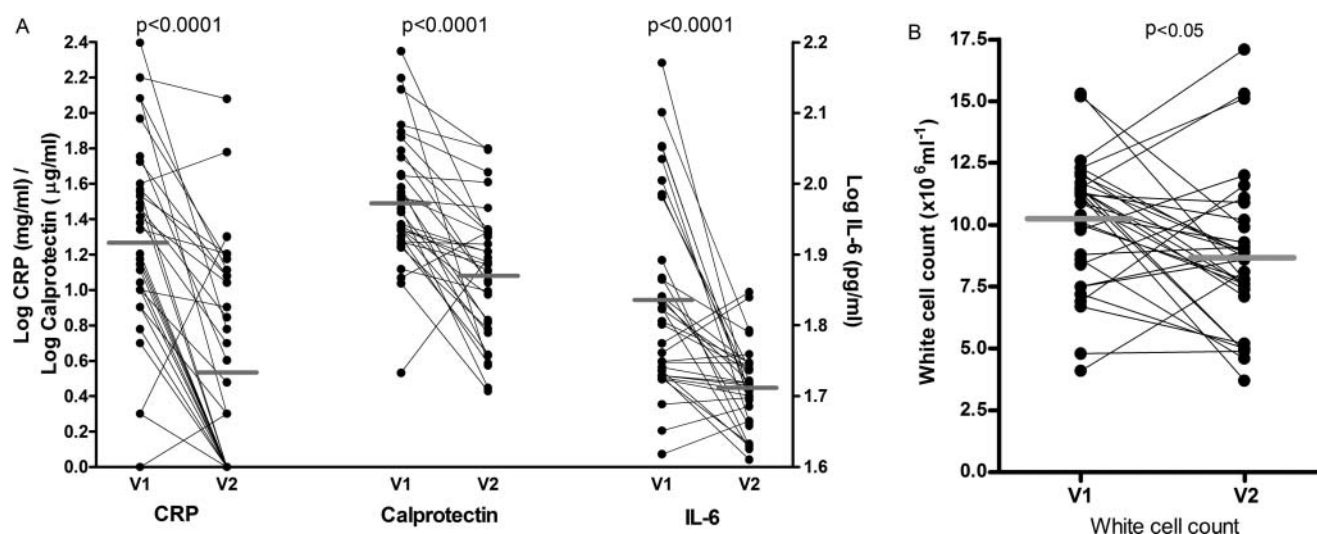 A
p<0.0001
p<0.0001
p<0.0001
Log CRP (mg/ml) /
Log Calprotectin (µg/ml)
2.4
2.2
2.0
1.8
1.6
1.4
1.2
1.0
0.8
0.6
0.4
0.2
0.0
2.2
2.1
2.0
1.9
1.8
1.7
1.6
Log IL-6 (pg/ml)
V1 V2
V1 V2
V1 V2
CRP
Calprotectin
IL-6
B
p<0.05
White cell count (x10 6ml-1)
17.5
15.0
12.5
10.0
7.5
5.0
2.5
0.0
V1 V2
White cell count